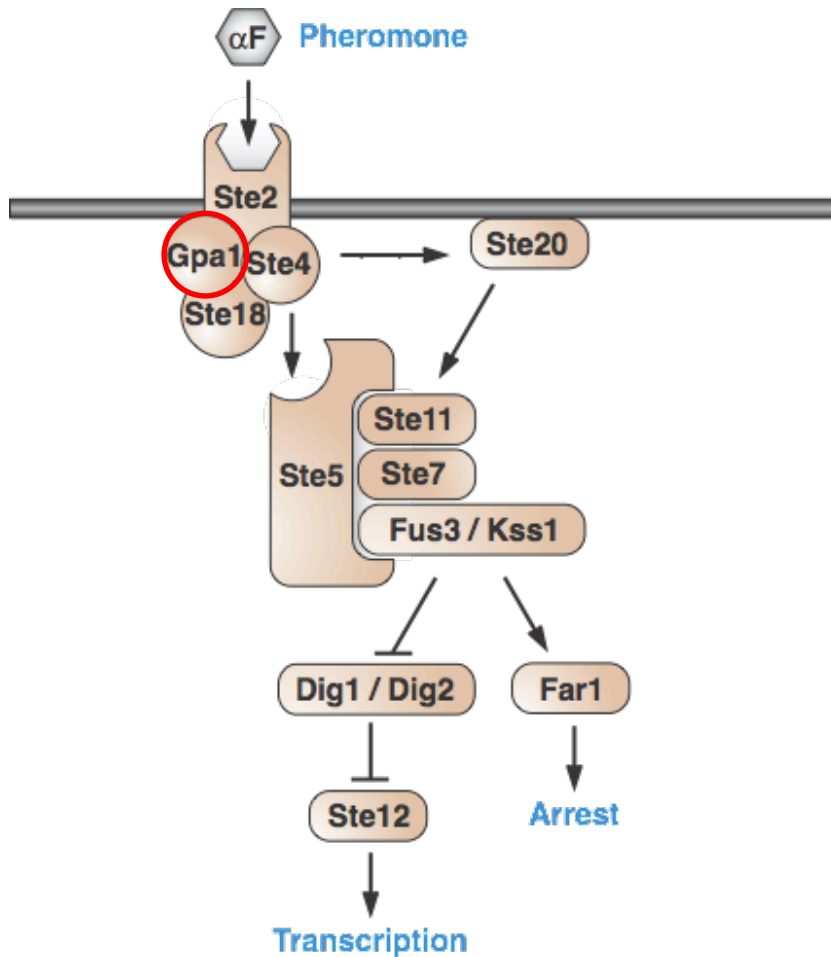 αF Pheromone
Ste2
Gpa1 Ste4 Ste20
Ste18
Ste11
Ste5 Ste7
Fus3 / Kss1
Dig1 / Dig2 Far1
Ste12 Arrest
Transcription